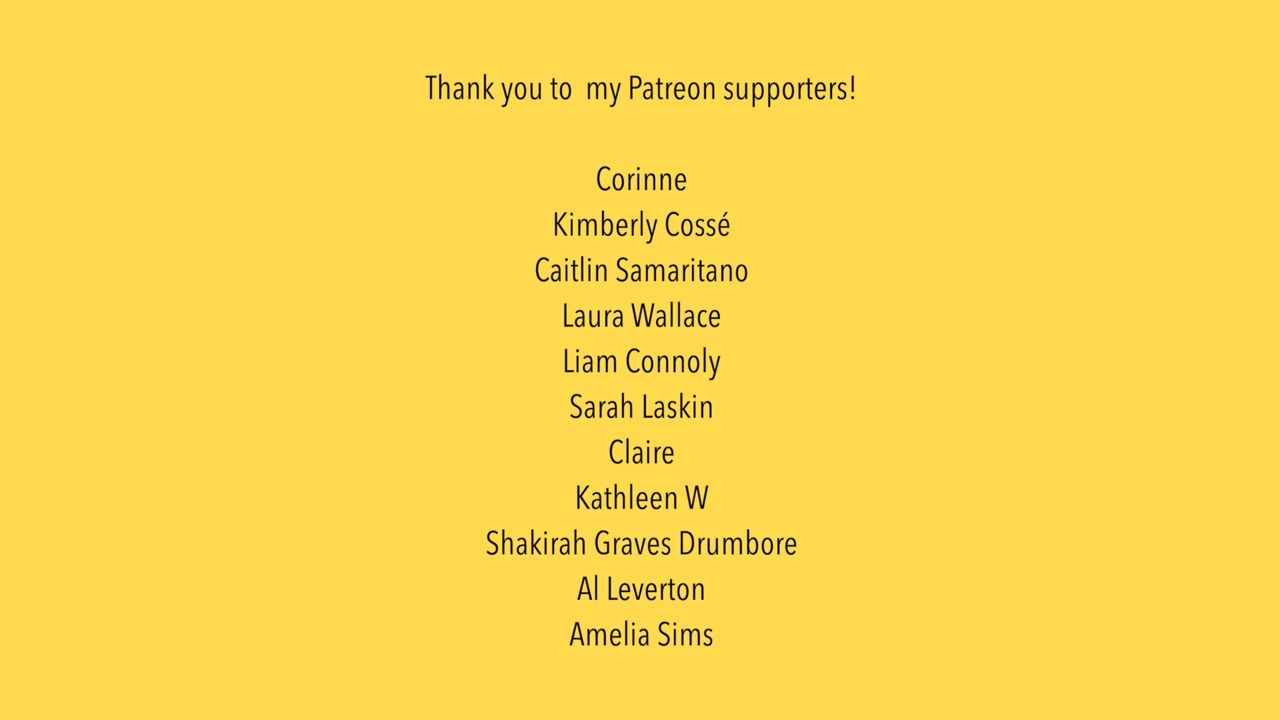 Thank you to  my Patreon supporters!
Corinne
Kimberly Cossé
Caitlin Samaritano
Laura Wallace
Liam Connoly
Sarah Laskin
Claire
Kathleen W
Shakirah Graves Drumbore
Al Leverton
Amelia Sims